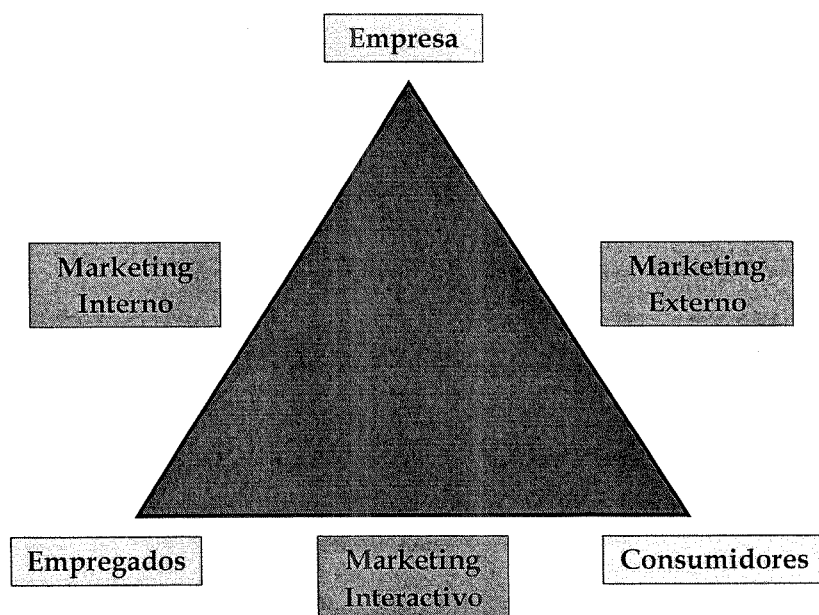 Empresa
Marketing
Interno
Marketing
Externo
Empregados
Marketing
Interactivo
Consumidores